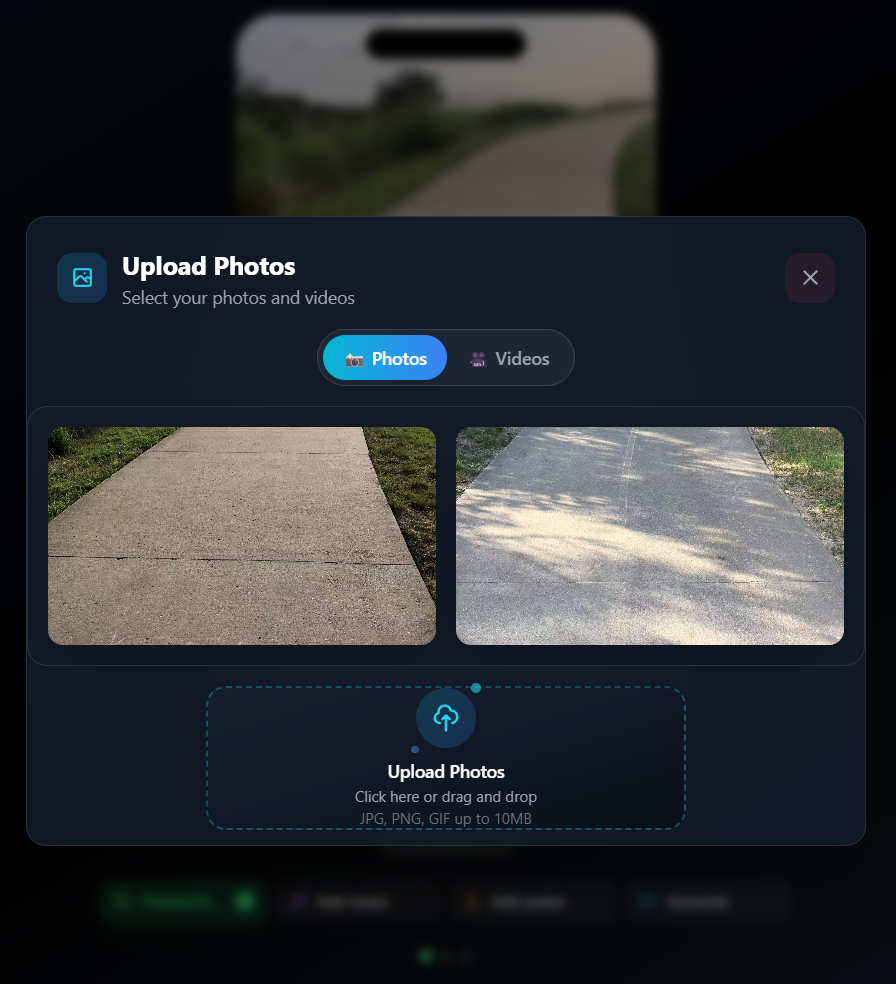 Upload Photos
Select your photos and videos
Photos
Videos
Upload Photos
Click here or drag and drop
JPG, PNG, GIF up to 10MB